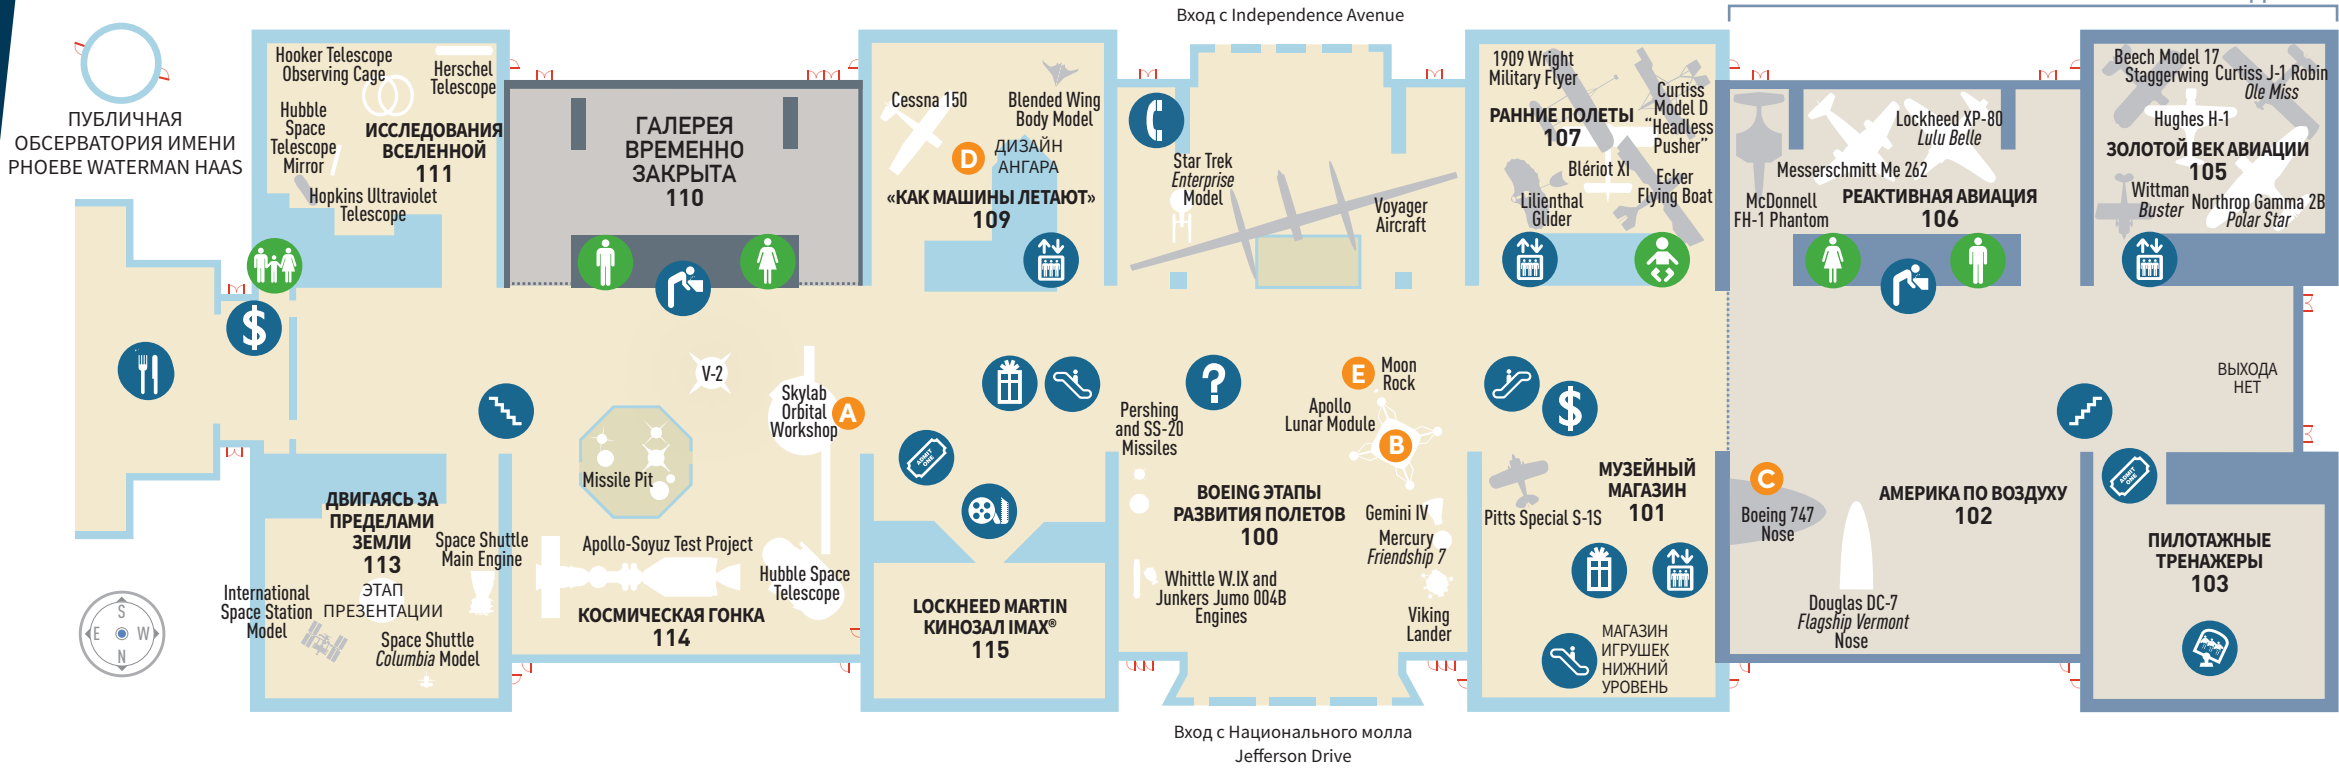 Вход с Independence Avenue
ПУБЛИЧНАЯ
ОБСЕРВАТОРИЯ ИМЕНИ
PHOEBE WATERMAN HAAS
Hooker Telescope
Observing Cage
Herschel
Telescope
Hubble
Space
Telescope
Mirror
ИССЛЕДОВАНИЯ
ВСЕЛЕННОЙ
111
Hopkins Ultraviolet
Telescope
ГАЛЕРЕЯ
ВРЕМЕННО
ЗАКРЫТА
110
Cessna 150
Blended Wing
Body Model
D
ДИЗАЙН
АНГАРА
«КАК МАШИНЫ ЛЕТАЮТ»
109
Star Trek
Enterprise
Model
Voyager
Aircraft
1909 Wright
Military Flyer
Curtiss
Model D
“Headless
Pusher”
РАННИЕ ПОЛЕТЫ
107
Blériot XI
Ecker
Flying Boat
Lilienthal
Glider
Lockheed XP-80
Lulu Belle
Messerschmitt Me 262
McDonnell
FH-1 Phantom
РЕАКТИВНАЯ АВИАЦИЯ
106
Beech Model 17
Staggerwing
Curtiss J-1 Robin
Ole Miss
Hughes H-1
ЗОЛОТОЙ ВЕК АВИАЦИИ
105
Wittman
Buster
Northrop Gamma 2B
Polar Star
$
V-2
Skylab
Orbital
Workshop
A
Missile Pit
?
E
Moon
Rock
Apollo
Lunar Module
B
Pershing
and SS-20
Missiles
$
ВЫХОДА
НЕТ
ADMIT
ONE
ADMIT
ONE
ДВИГАЯСЬ ЗА
ПРЕДЕЛАМИ
ЗЕМЛИ
113
ЭТАП
ПРЕЗЕНТАЦИИ
Space Shuttle
Main Engine
International
Space Station
Model
Space Shuttle
Columbia Model
Apollo-Soyuz Test Project
Hubble Space
Telescope
КОСМИЧЕСКАЯ ГОНКА
114
LOCKHEED MARTIN
КИНОЗАЛ IMAX®
115
BOEING ЭТАПЫ
РАЗВИТИЯ ПОЛЕТОВ
100
Gemini IV
Mercury
Friendship 7
Whittle W.IX and
Junkers Jumo 004B
Engines
Viking
Lander
МУЗЕЙНЫЙ
МАГАЗИН
101
Pitts Special S-1S
МАГАЗИН
ИГРУШЕК
НИЖНИЙ
УРОВЕНЬ
C
Boeing 747
Nose
АМЕРИКА ПО ВОЗДУХУ
102
Douglas DC-7
Flagship Vermont
Nose
ПИЛОТАЖНЫЕ
ТРЕНАЖЕРЫ
103
S
E
W
N
Вход с Национального молла
Jefferson Drive